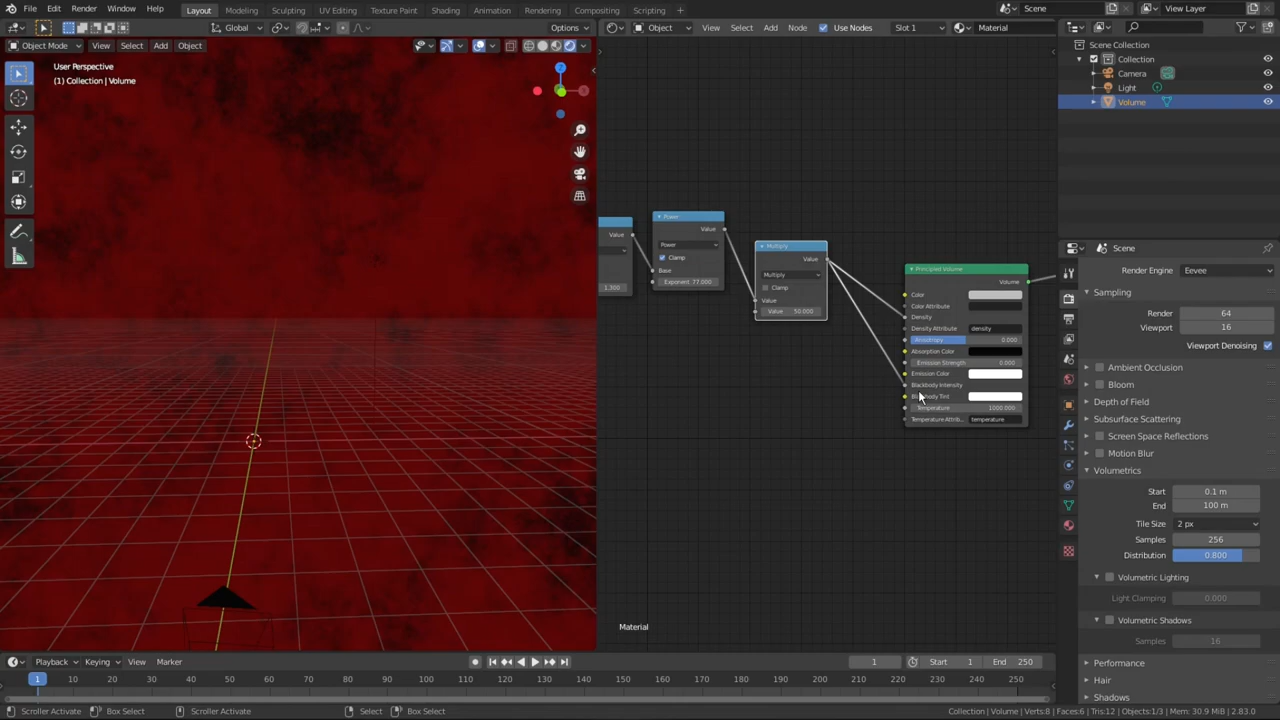 File Edit Render Window Help Layout Modeling Sculpting UV Editing Texture Paint Shading Animation Rendering Compositing Scripting + Scene View Layer
Global Options Object View Select Add Node Use Nodes Slot 1 Material
Object Mode View Select Add Object
User Perspective
(1) Collection | Volume
Scene Collection
Collection
Camera
Light
Volume
Value
1.300
Power
Value
Power
Clamp
Base
Exponent 77.000
Multiply
Value
Multiply
Clamp
Value
Value 50.000
Principled Volume
Volume
Color
Color Attribute
Density
Density Attribute density
Anisotropy 0.000
Absorption Color
Emission Strength 0.000
Emission Color
Blackbody Intensity
Temperature 1000.000
Temperature Attrib... temperature
Material
Scene
Render Engine Eevee
Sampling
Render 64
Viewport 16
Viewport Denoising
Ambient Occlusion
Bloom
Depth of Field
Subsurface Scattering
Screen Space Reflections
Motion Blur
Volumetrics
Start 0.1 m
End 100 m
Tile Size 2 px
Samples 256
Distribution 0.800
Volumetric Lighting
Light Clamping 0.000
Volumetric Shadows
Samples 16
Performance
Hair
Shadows
Playback Keying View Marker 1 Start 1 End 250
1 10 20 30 40 50 60 70 80 90 100 110 120 130 140 150 160 170 180 190 200 210 220 230 240 250
Scroller Activate Box Select Scroller Activate Select Box Select Collection | Volume | Verts:8 | Faces:6 | Tris:12 | Objects:1/3 | Mem: 30.9 MiB | 2.83.0